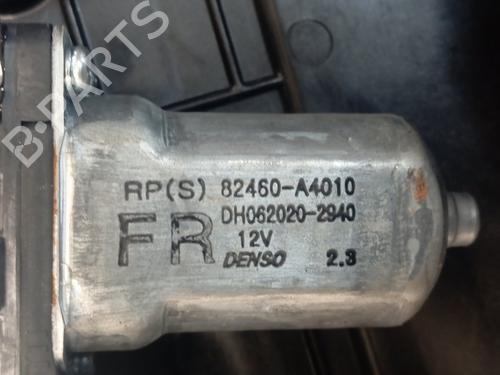 B-PARTS
RP(S) 82460-A4010
FR DH062020-2940
12V
DENSO 2.3